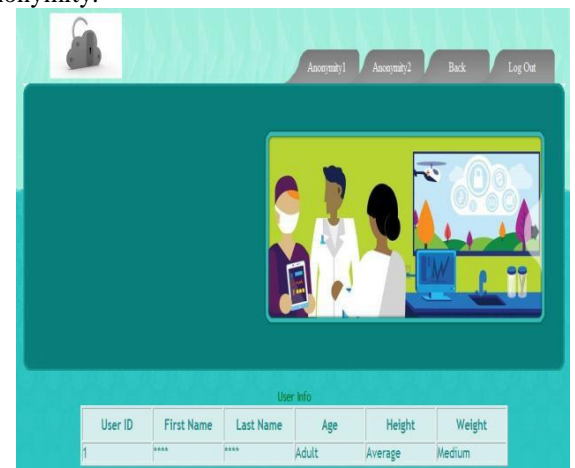 onymity.
Anonymity1 Anonymity2 Back Log Out
User Info
User ID First Name Last Name Age Height Weight
1 **** **** Adult Average Medium